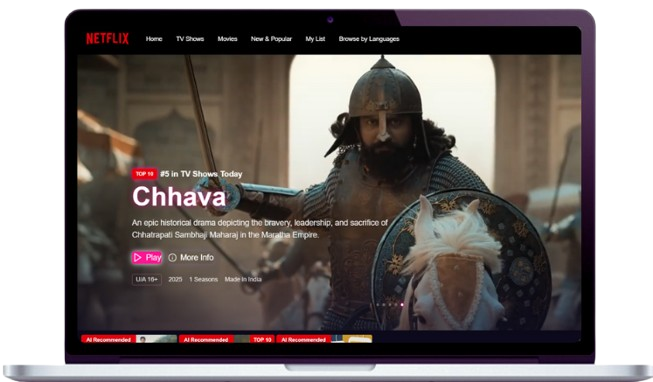 NETFLIX Home TV Shows Movies New & Popular My List Browse by Languages
TOP 10 #5 in TV Shows Today
Chhava
An epic historical drama depicting the bravery, leadership, and sacrifice of
Chhatrapati Sambhaji Maharaj in the Maratha Empire.
Play More Info
U/A 16+ 2025 1 Seasons Made in India
AI Recommended AI Recommended TOP 10 AI Recommended